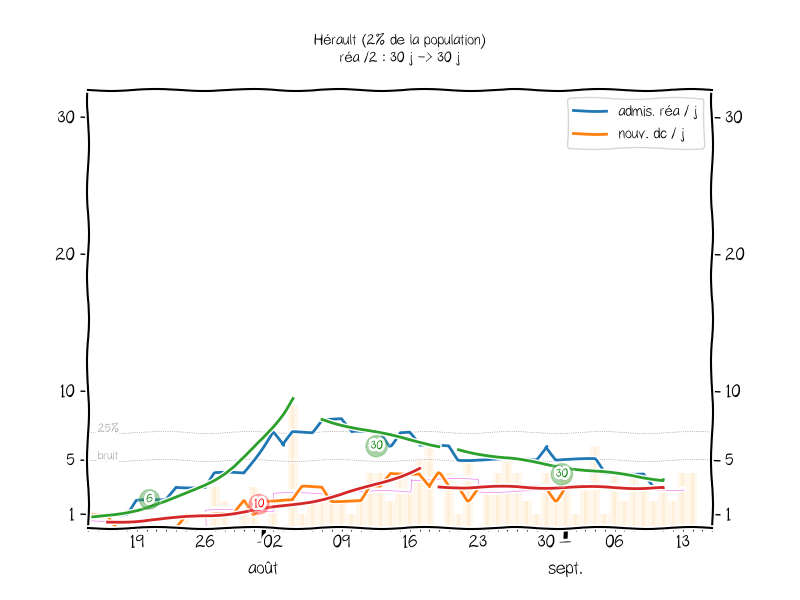 Hérault (2% de la population)
réa /2 : 30 j -> 30 j
admis. réa / j
nouv. dc / j
30
30
20
20
10
10
25%
bruit
5
5
1
1
6
10
30
30
19 26 02 09 16 23 30 06 13
août sept.